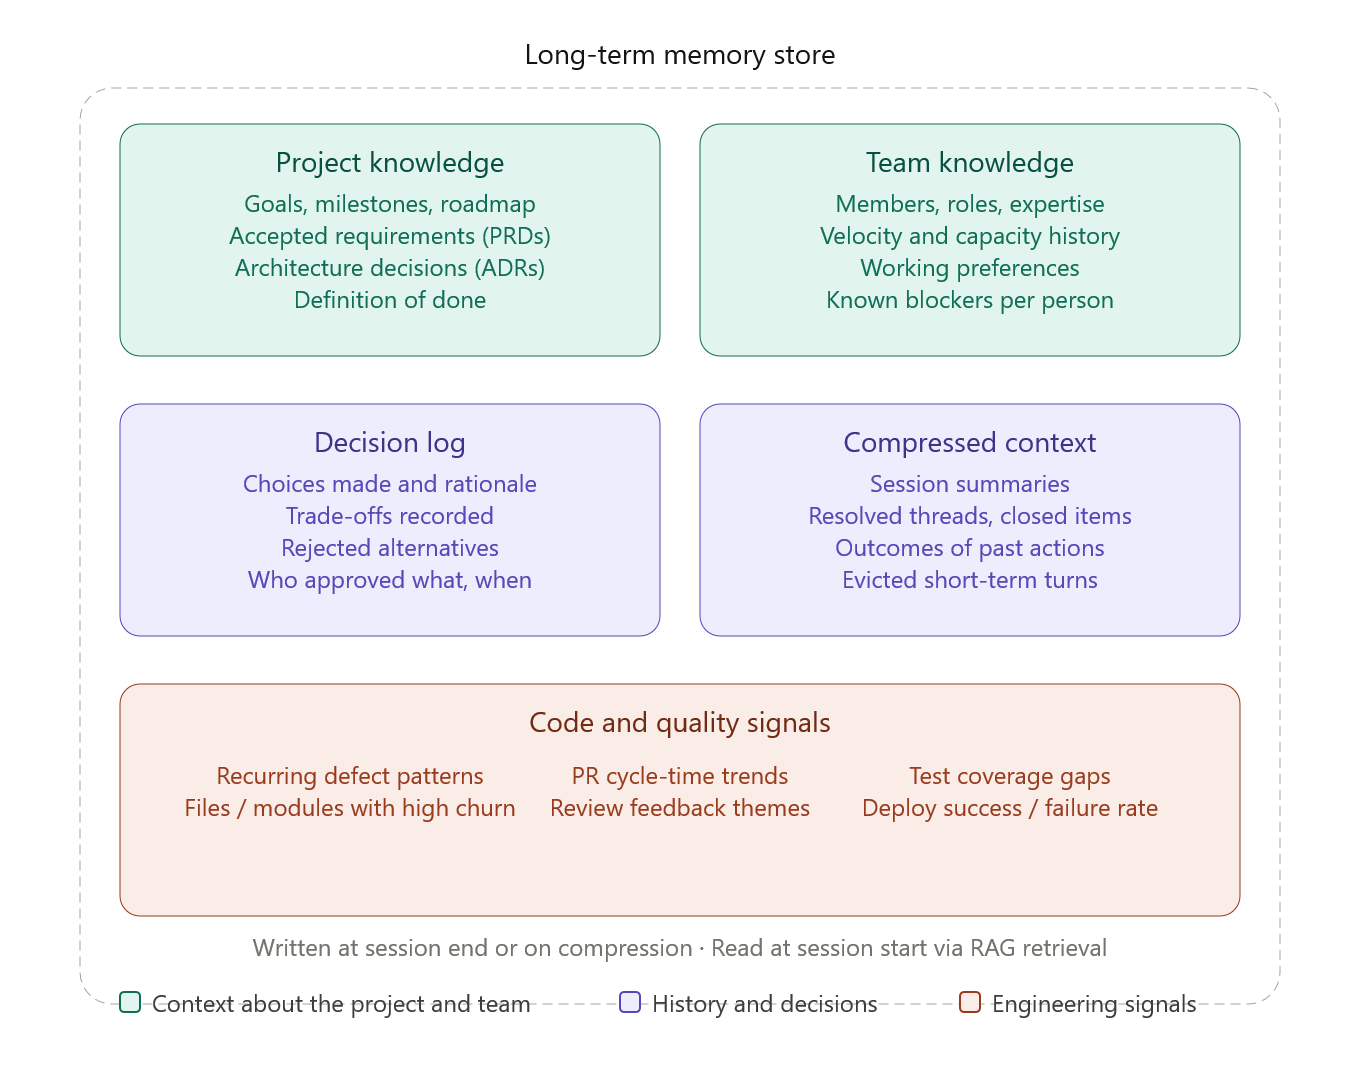 Long-term memory store
Project knowledge
Goals, milestones, roadmap
Accepted requirements (PRDs)
Architecture decisions (ADRs)
Definition of done
Team knowledge
Members, roles, expertise
Velocity and capacity history
Working preferences
Known blockers per person
Decision log
Choices made and rationale
Trade-offs recorded
Rejected alternatives
Who approved what, when
Compressed context
Session summaries
Resolved threads, closed items
Outcomes of past actions
Evicted short-term turns
Code and quality signals
Recurring defect patterns
Files / modules with high churn
PR cycle-time trends
Review feedback themes
Test coverage gaps
Deploy success / failure rate
Written at session end or on compression · Read at session start via RAG retrieval
Context about the project and team
History and decisions
Engineering signals